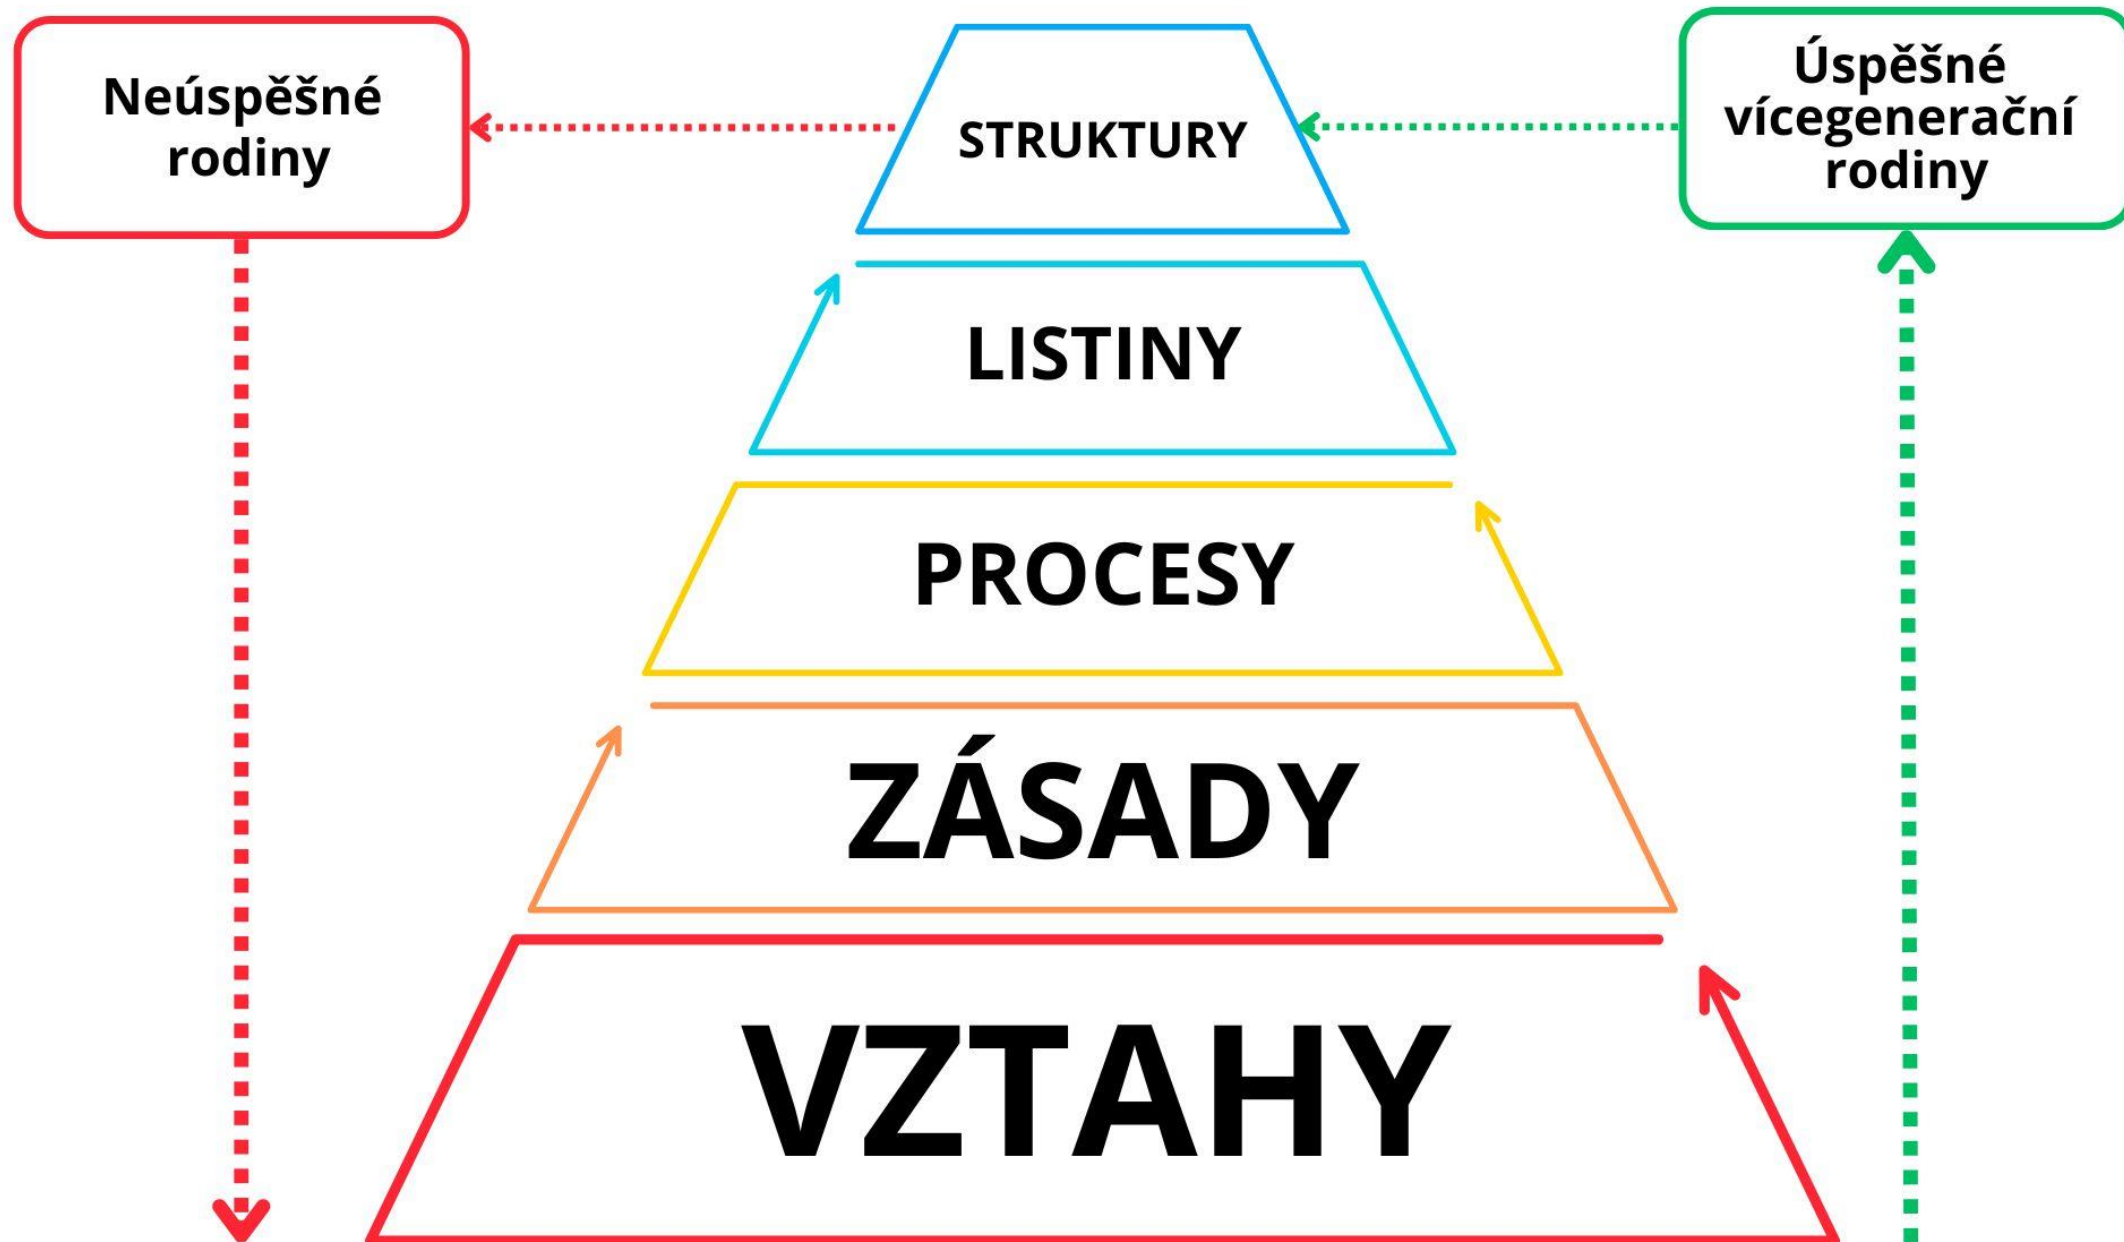 Neúspěšné
rodiny
STRUKTURY
Úspěšné
vícegenerační
rodiny
LISTINY
PROCESY
ZÁSADY
VZTAHY